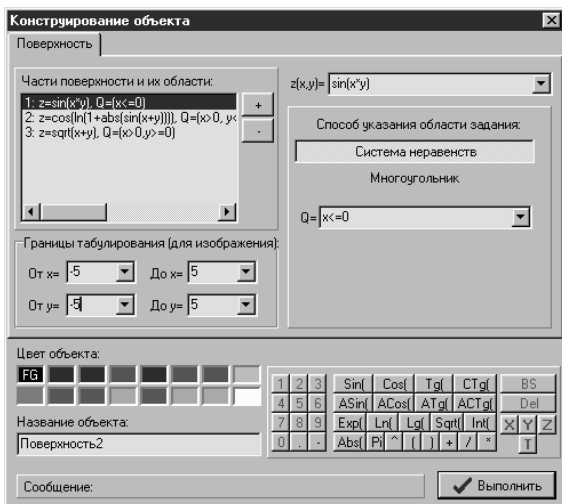 Конструирование объекта
Поверхность
Части поверхности и их области:
1: z=sin(x*y), Q=(x<=0)
2: z=cos(ln(1+abs(sin(x+y)))), Q=(x>0, y<
3: z=sqrt(x+y), Q=(x>0,y>=0)
+
-
z(x,y)= sin(x*y)
Способ указания области задания:
Система неравенств
Многоугольник
Q= x<=0
Границы табулирования (для изображения):
От x= -5 До x= 5
От y= -5 До y= 5
Цвет объекта:
FG
Название объекта:
Поверхность2
1 2 3 Sin( Cos( Tg( CTg( BS
4 5 6 ASin( ACos( ATg( ACTg( Del
7 8 9 Exp( Ln( Lg( Sqrt( Int( X Y Z
0 . - Abs( Pi ^ ( ) + / * T
Сообщение:
Выполнить